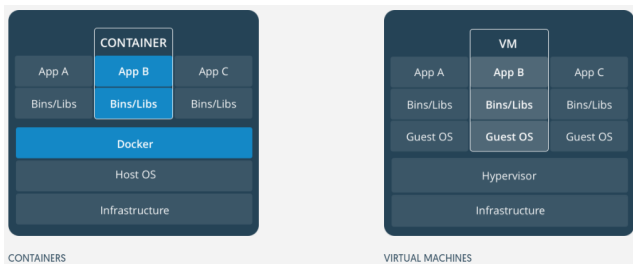 CONTAINER
App A App B App C
Bins/Libs Bins/Libs Bins/Libs
Docker
Host OS
Infrastructure
CONTAINERS
VM
App A App B App C
Bins/Libs Bins/Libs Bins/Libs
Guest OS Guest OS Guest OS
Hypervisor
Infrastructure
VIRTUAL MACHINES